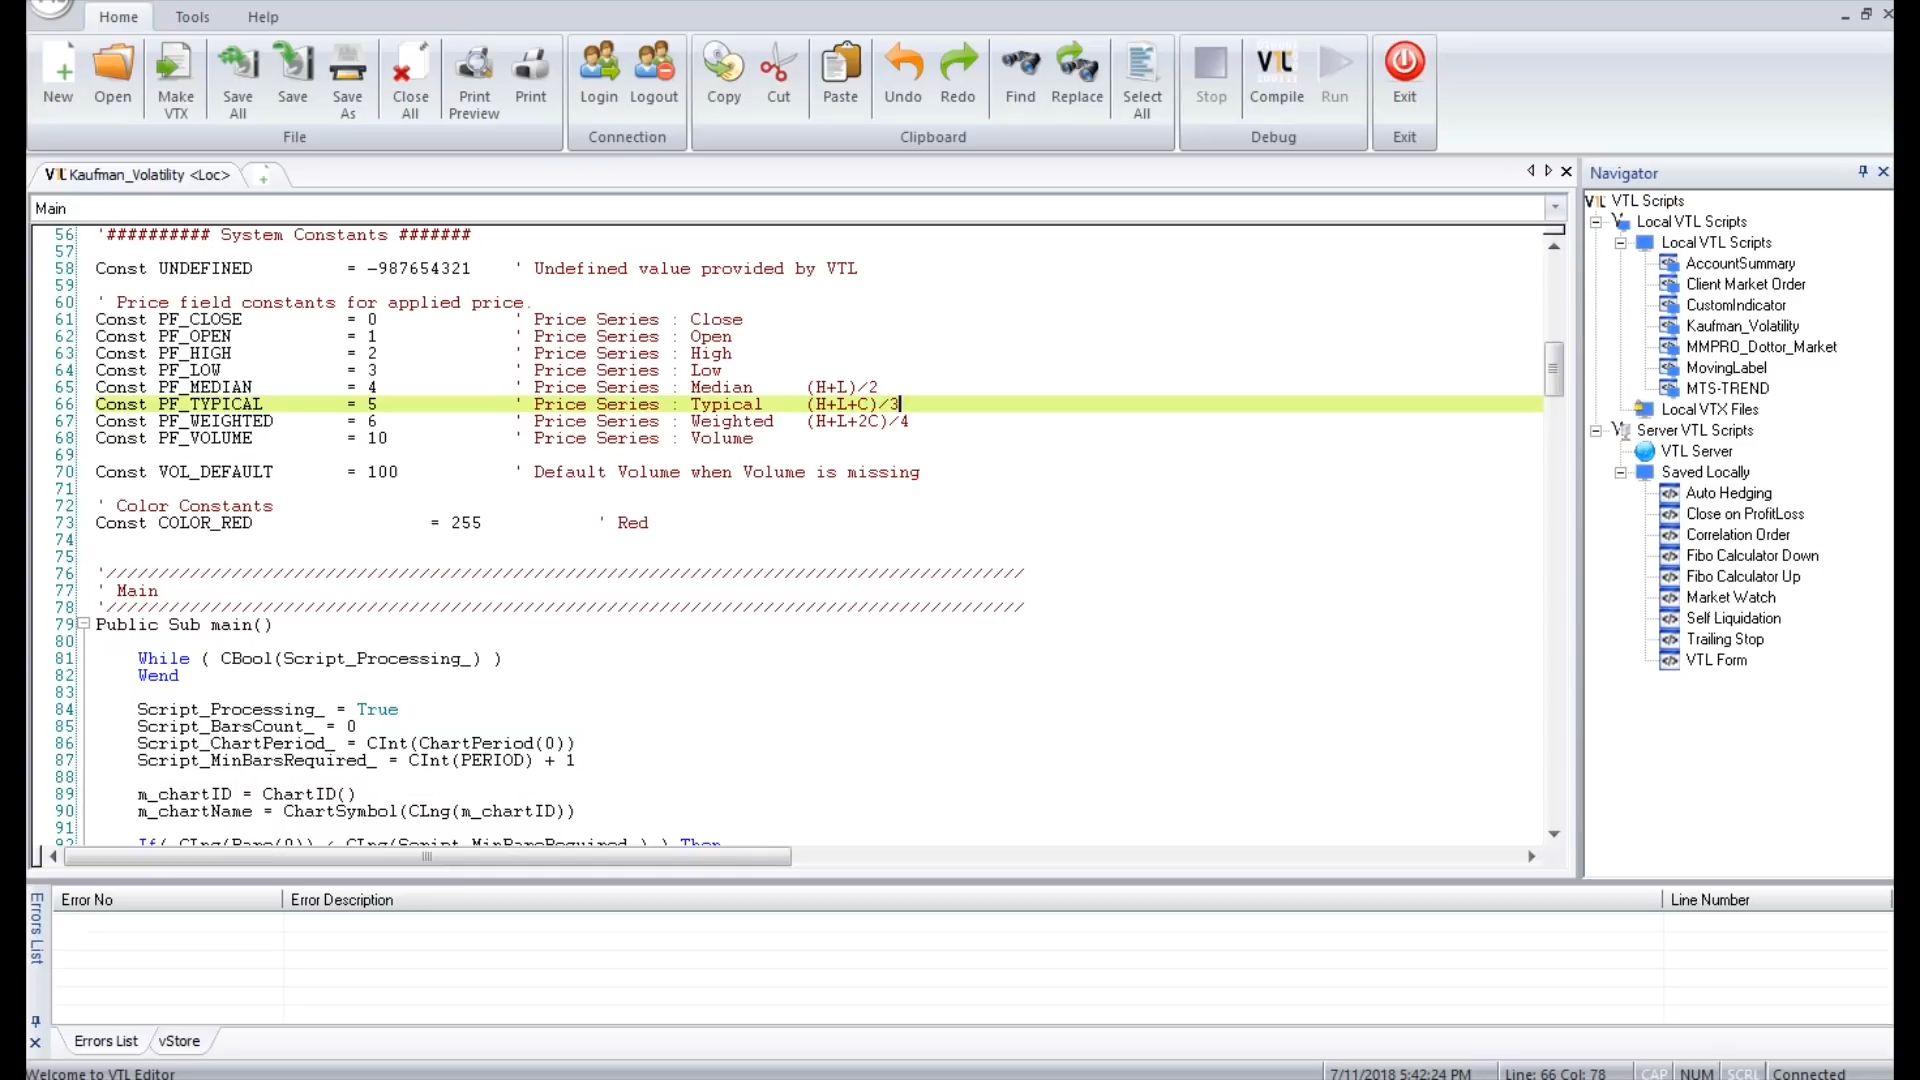 Home Tools Help
New Open Make VTX Save All Save Save As Close All Print Preview Print Login Logout Copy Cut Paste Undo Redo Find Replace Select All Stop VTL Compile Run Exit
File Connection Clipboard Debug Exit
VTL Kaufman_Volatility <Loc>
Main
56 '########## System Constants #######
57
58 Const UNDEFINED = -987654321 ' Undefined value provided by VTL
59
60 ' Price field constants for applied price.
61 Const PF_CLOSE = 0 ' Price Series : Close
62 Const PF_OPEN = 1 ' Price Series : Open
63 Const PF_HIGH = 2 ' Price Series : High
64 Const PF_LOW = 3 ' Price Series : Low
65 Const PF_MEDIAN = 4 ' Price Series : Median (H+L)/2
66 Const PF_TYPICAL = 5 ' Price Series : Typical (H+L+C)/3
67 Const PF_WEIGHTED = 6 ' Price Series : Weighted (H+L+2C)/4
68 Const PF_VOLUME = 10 ' Price Series : Volume
69
70 Const VOL_DEFAULT = 100 ' Default Volume when Volume is missing
71
72 ' Color Constants
73 Const COLOR_RED = 255 ' Red
74
75
76 '////////////////////////////////////////////////////////////////////////////////////////
77 ' Main
78 '////////////////////////////////////////////////////////////////////////////////////////
79 Public Sub main()
80
81 While ( CBool(Script_Processing_) )
82 Wend
83
84 Script_Processing_ = True
85 Script_BarsCount_ = 0
86 Script_ChartPeriod_ = CInt(ChartPeriod(0))
87 Script_MinBarsRequired_ = CInt(PERIOD) + 1
88
89 m_chartID = ChartID()
90 m_chartName = ChartSymbol(CLng(m_chartID))
91
92 If( CLng(Bars(0)) < CLng(Script_MinBarsRequired_) ) Then
Navigator
VTL VTL Scripts
Local VTL Scripts
Local VTL Scripts
AccountSummary
Client Market Order
CustomIndicator
Kaufman_Volatility
MMPRO_Dottor_Market
MovingLabel
MTS-TREND
Local VTX Files
Server VTL Scripts
VTL Server
Saved Locally
Auto Hedging
Close on ProfitLoss
Correlation Order
Fibo Calculator Down
Fibo Calculator Up
Market Watch
Self Liquidation
Trailing Stop
VTL Form
Errors List
Error No Error Description Line Number
Errors List vStore
Welcome to VTL Editor 7/11/2018 5:42:24 PM Line: 66 Col: 78 CAP NUM SCRL Connected